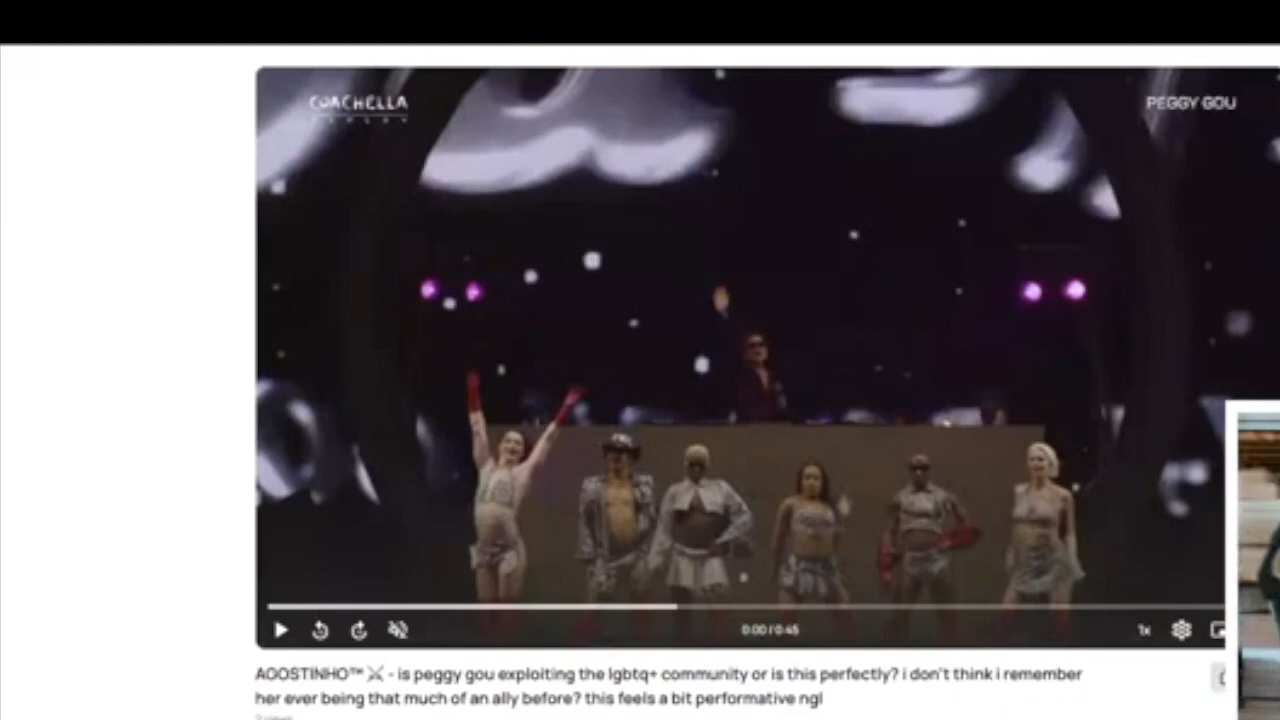 COACHELLA
PEGGY GOU
0:00 / 0:45
1x
AGOSTINHO™ ⚔ - is peggy gou exploiting the lgbtq+ community or is this perfectly? i don't think i remember
her ever being that much of an ally before? this feels a bit performative ngl